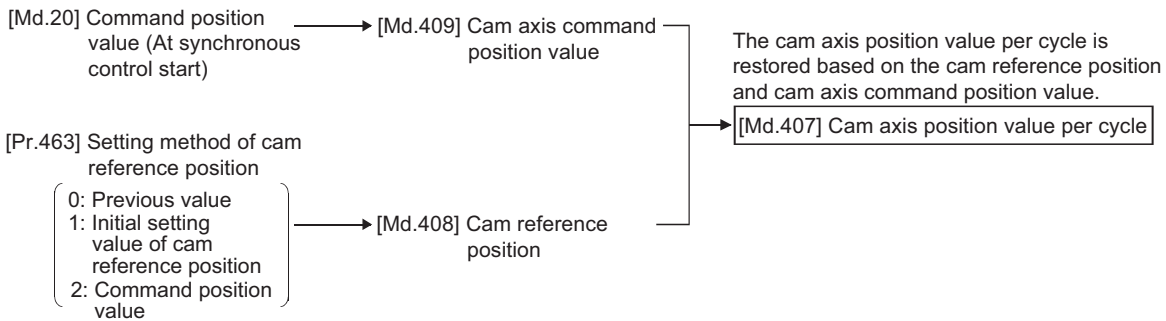 [Md.20] Command position
value (At synchronous
control start)
[Md.409] Cam axis command
position value
The cam axis position value per cycle is
restored based on the cam reference position
and cam axis command position value.
[Md.407] Cam axis position value per cycle
[Pr.463] Setting method of cam
reference position
0: Previous value
1: Initial setting
value of cam
reference position
2: Command position
value
[Md.408] Cam reference
position